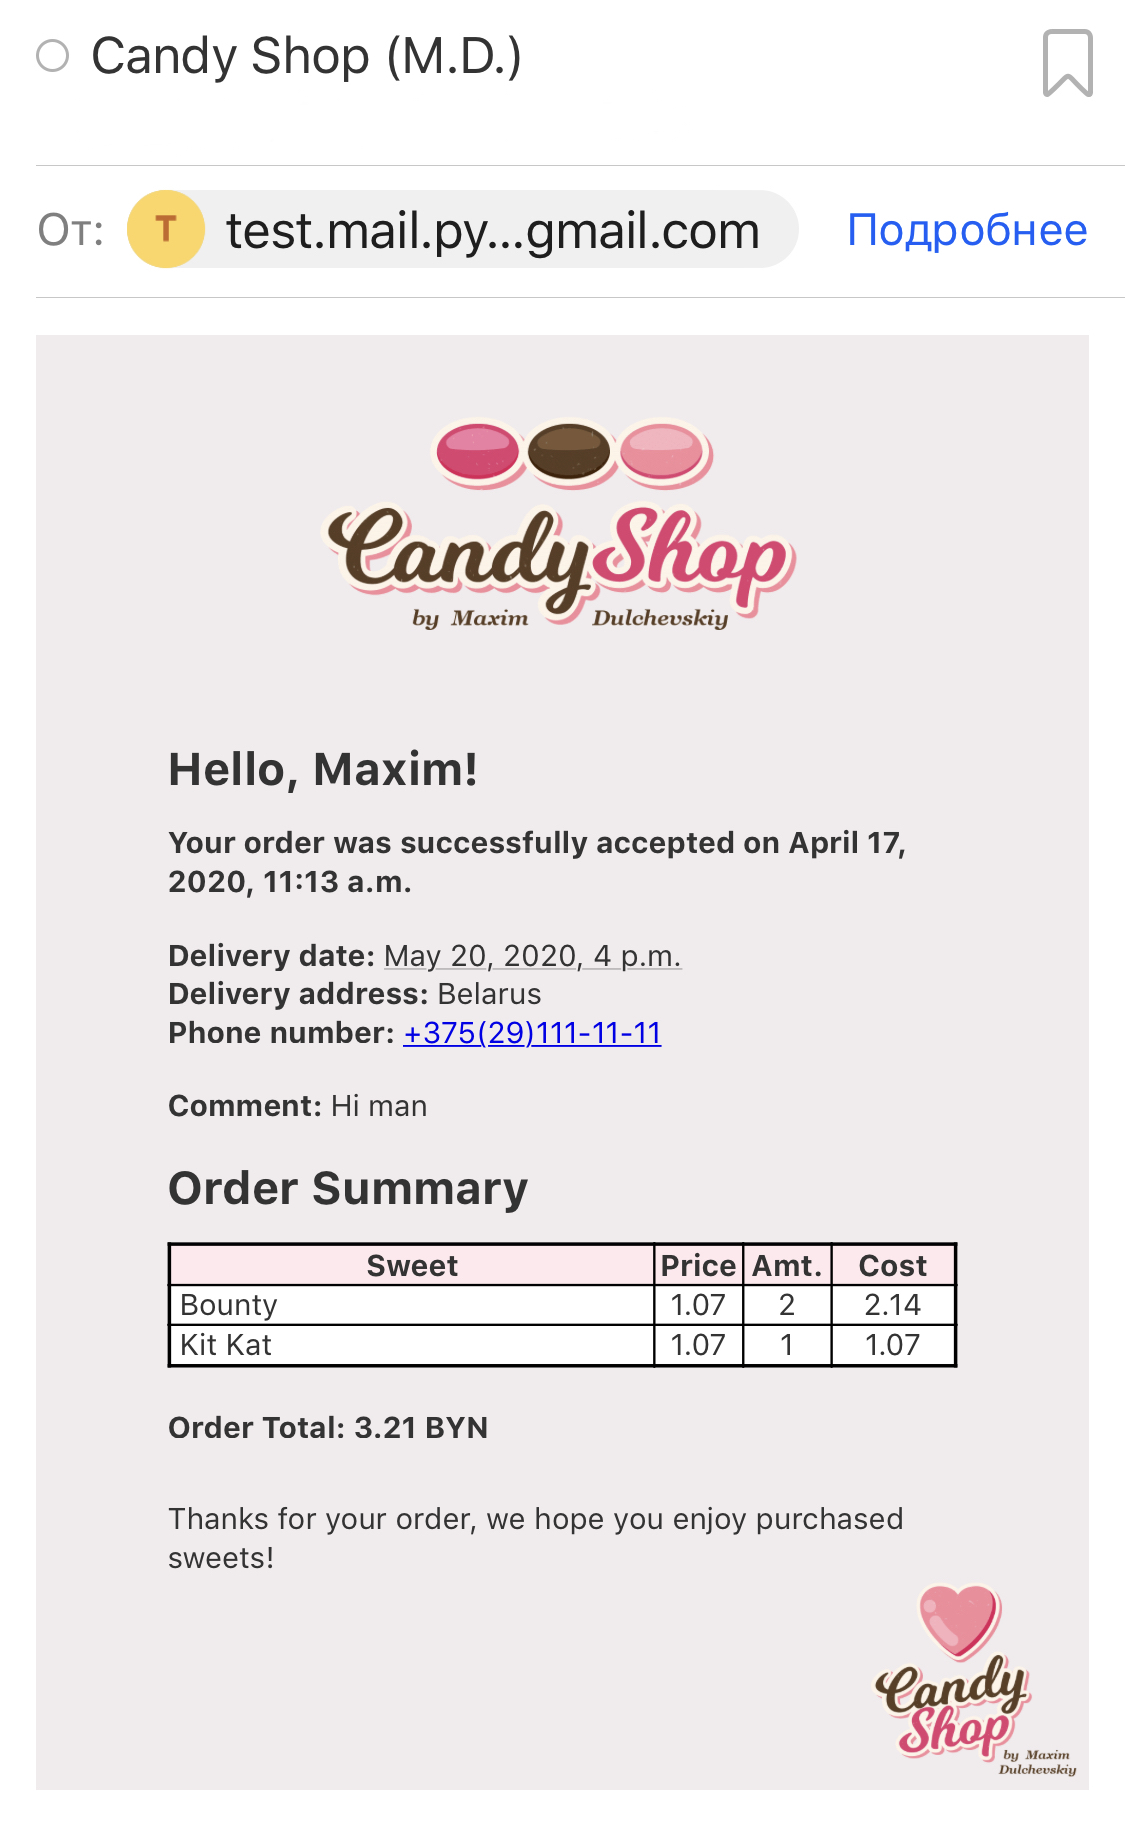 Candy Shop (M.D.)
От: T test.mail.py...gmail.com Подробнее
Candy Shop
by Maxim Dulchevskiy
Hello, Maxim!
Your order was successfully accepted on April 17,
2020, 11:13 a.m.
Delivery date: May 20, 2020, 4 p.m.
Delivery address: Belarus
Phone number: +375(29)111-11-11
Comment: Hi man
Order Summary
Sweet Price Amt. Cost
Bounty 1.07 2 2.14
Kit Kat 1.07 1 1.07
Order Total: 3.21 BYN
Thanks for your order, we hope you enjoy purchased
sweets!
Candy
Shop
by Maxim
Dulchevskiy